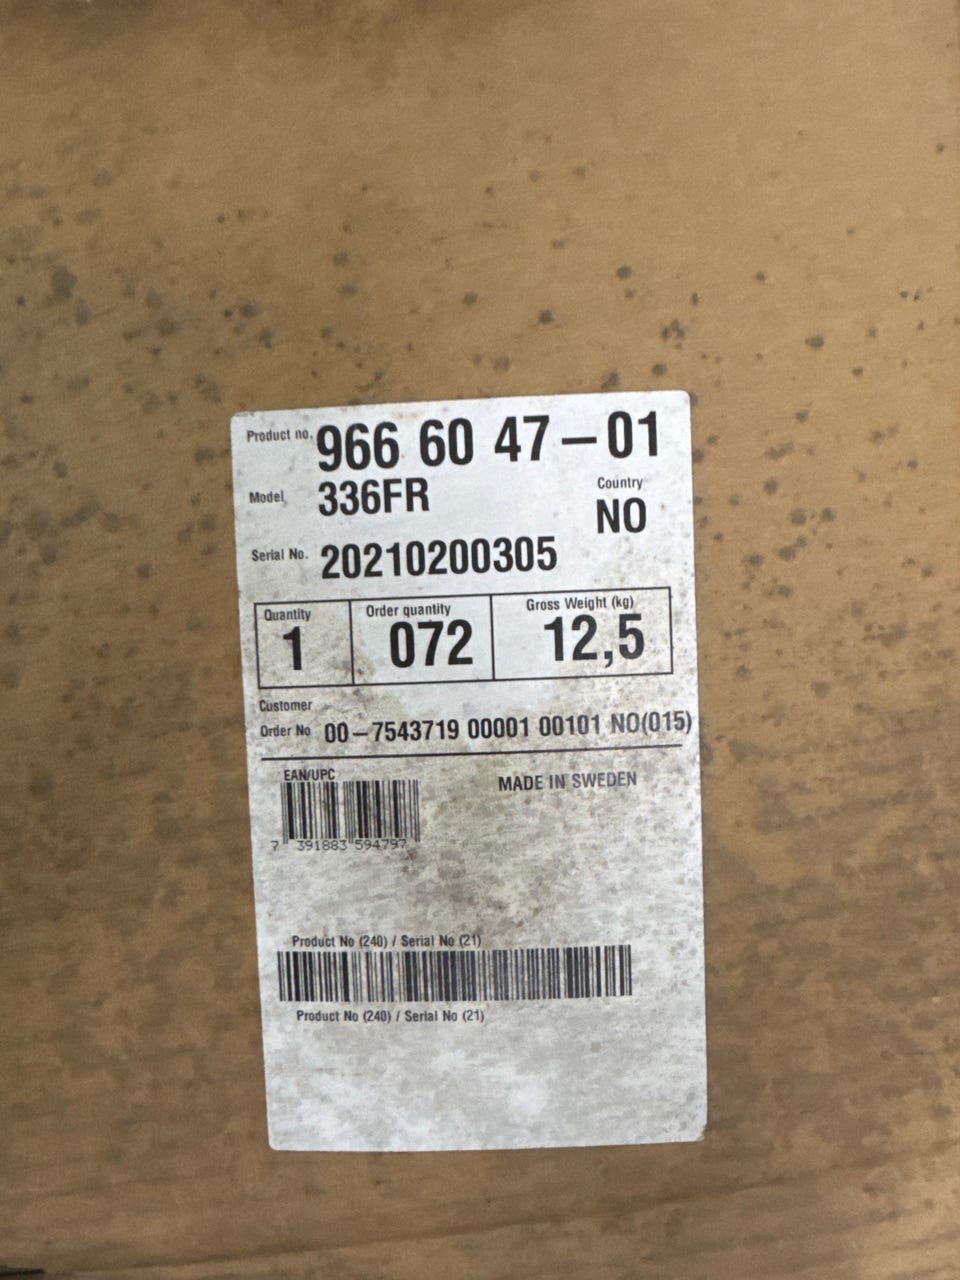 Product no. 966 60 47-01
Model 336FR
Country
NO
Serial No. 20210200305
Quantity Order quantity Gross Weight (kg)
1 072 12,5
Customer
Order No 00-7543719 00001 00101 NO(015)
EAN/UPC
MADE IN SWEDEN
7 391883 594797
Product No (240) / Serial No (21)
Product No (240) / Serial No (21)